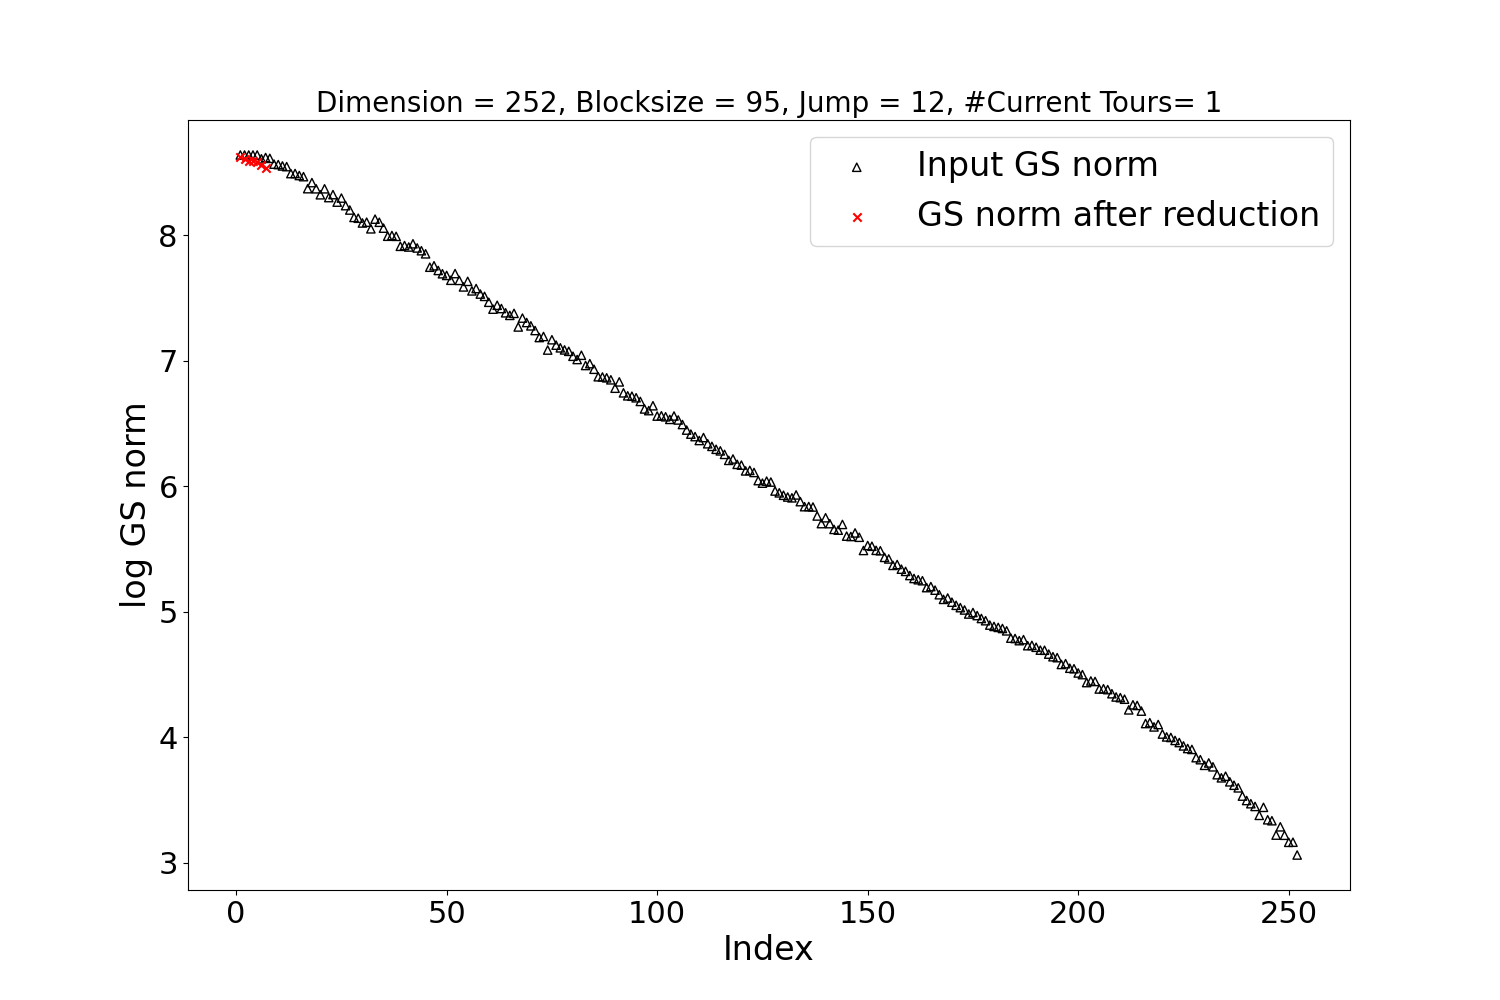 Dimension = 252, Blocksize = 95, Jump = 12, #Current Tours= 1
Input GS norm
GS norm after reduction
log GS norm
8
7
6
5
4
3
0 50 100 150 200 250
Index